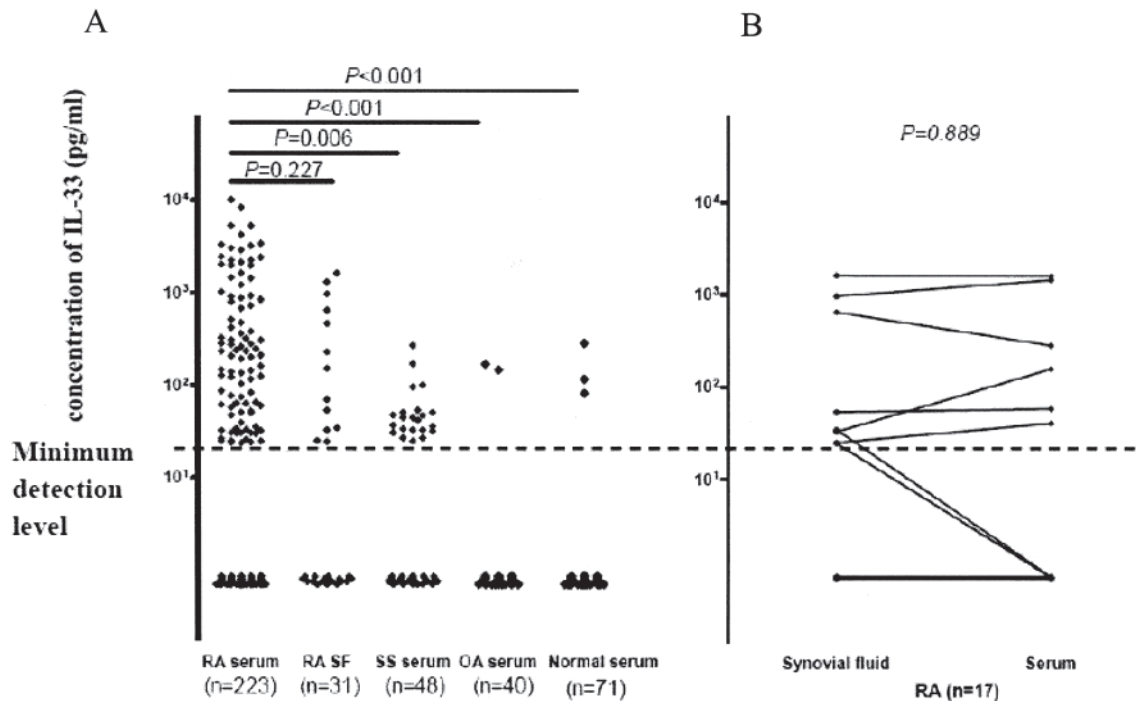 A
B
P<0.001
P<0.001
P=0.006
P=0.227
P=0.889
concentration of IL-33 (pg/ml)
10⁴
10³
10²
10¹
10⁴
10³
10²
10¹
Minimum
detection
level
RA serum
(n=223)
RA SF
(n=31)
SS serum
(n=48)
OA serum
(n=40)
Normal serum
(n=71)
Synovial fluid
Serum
RA (n=17)